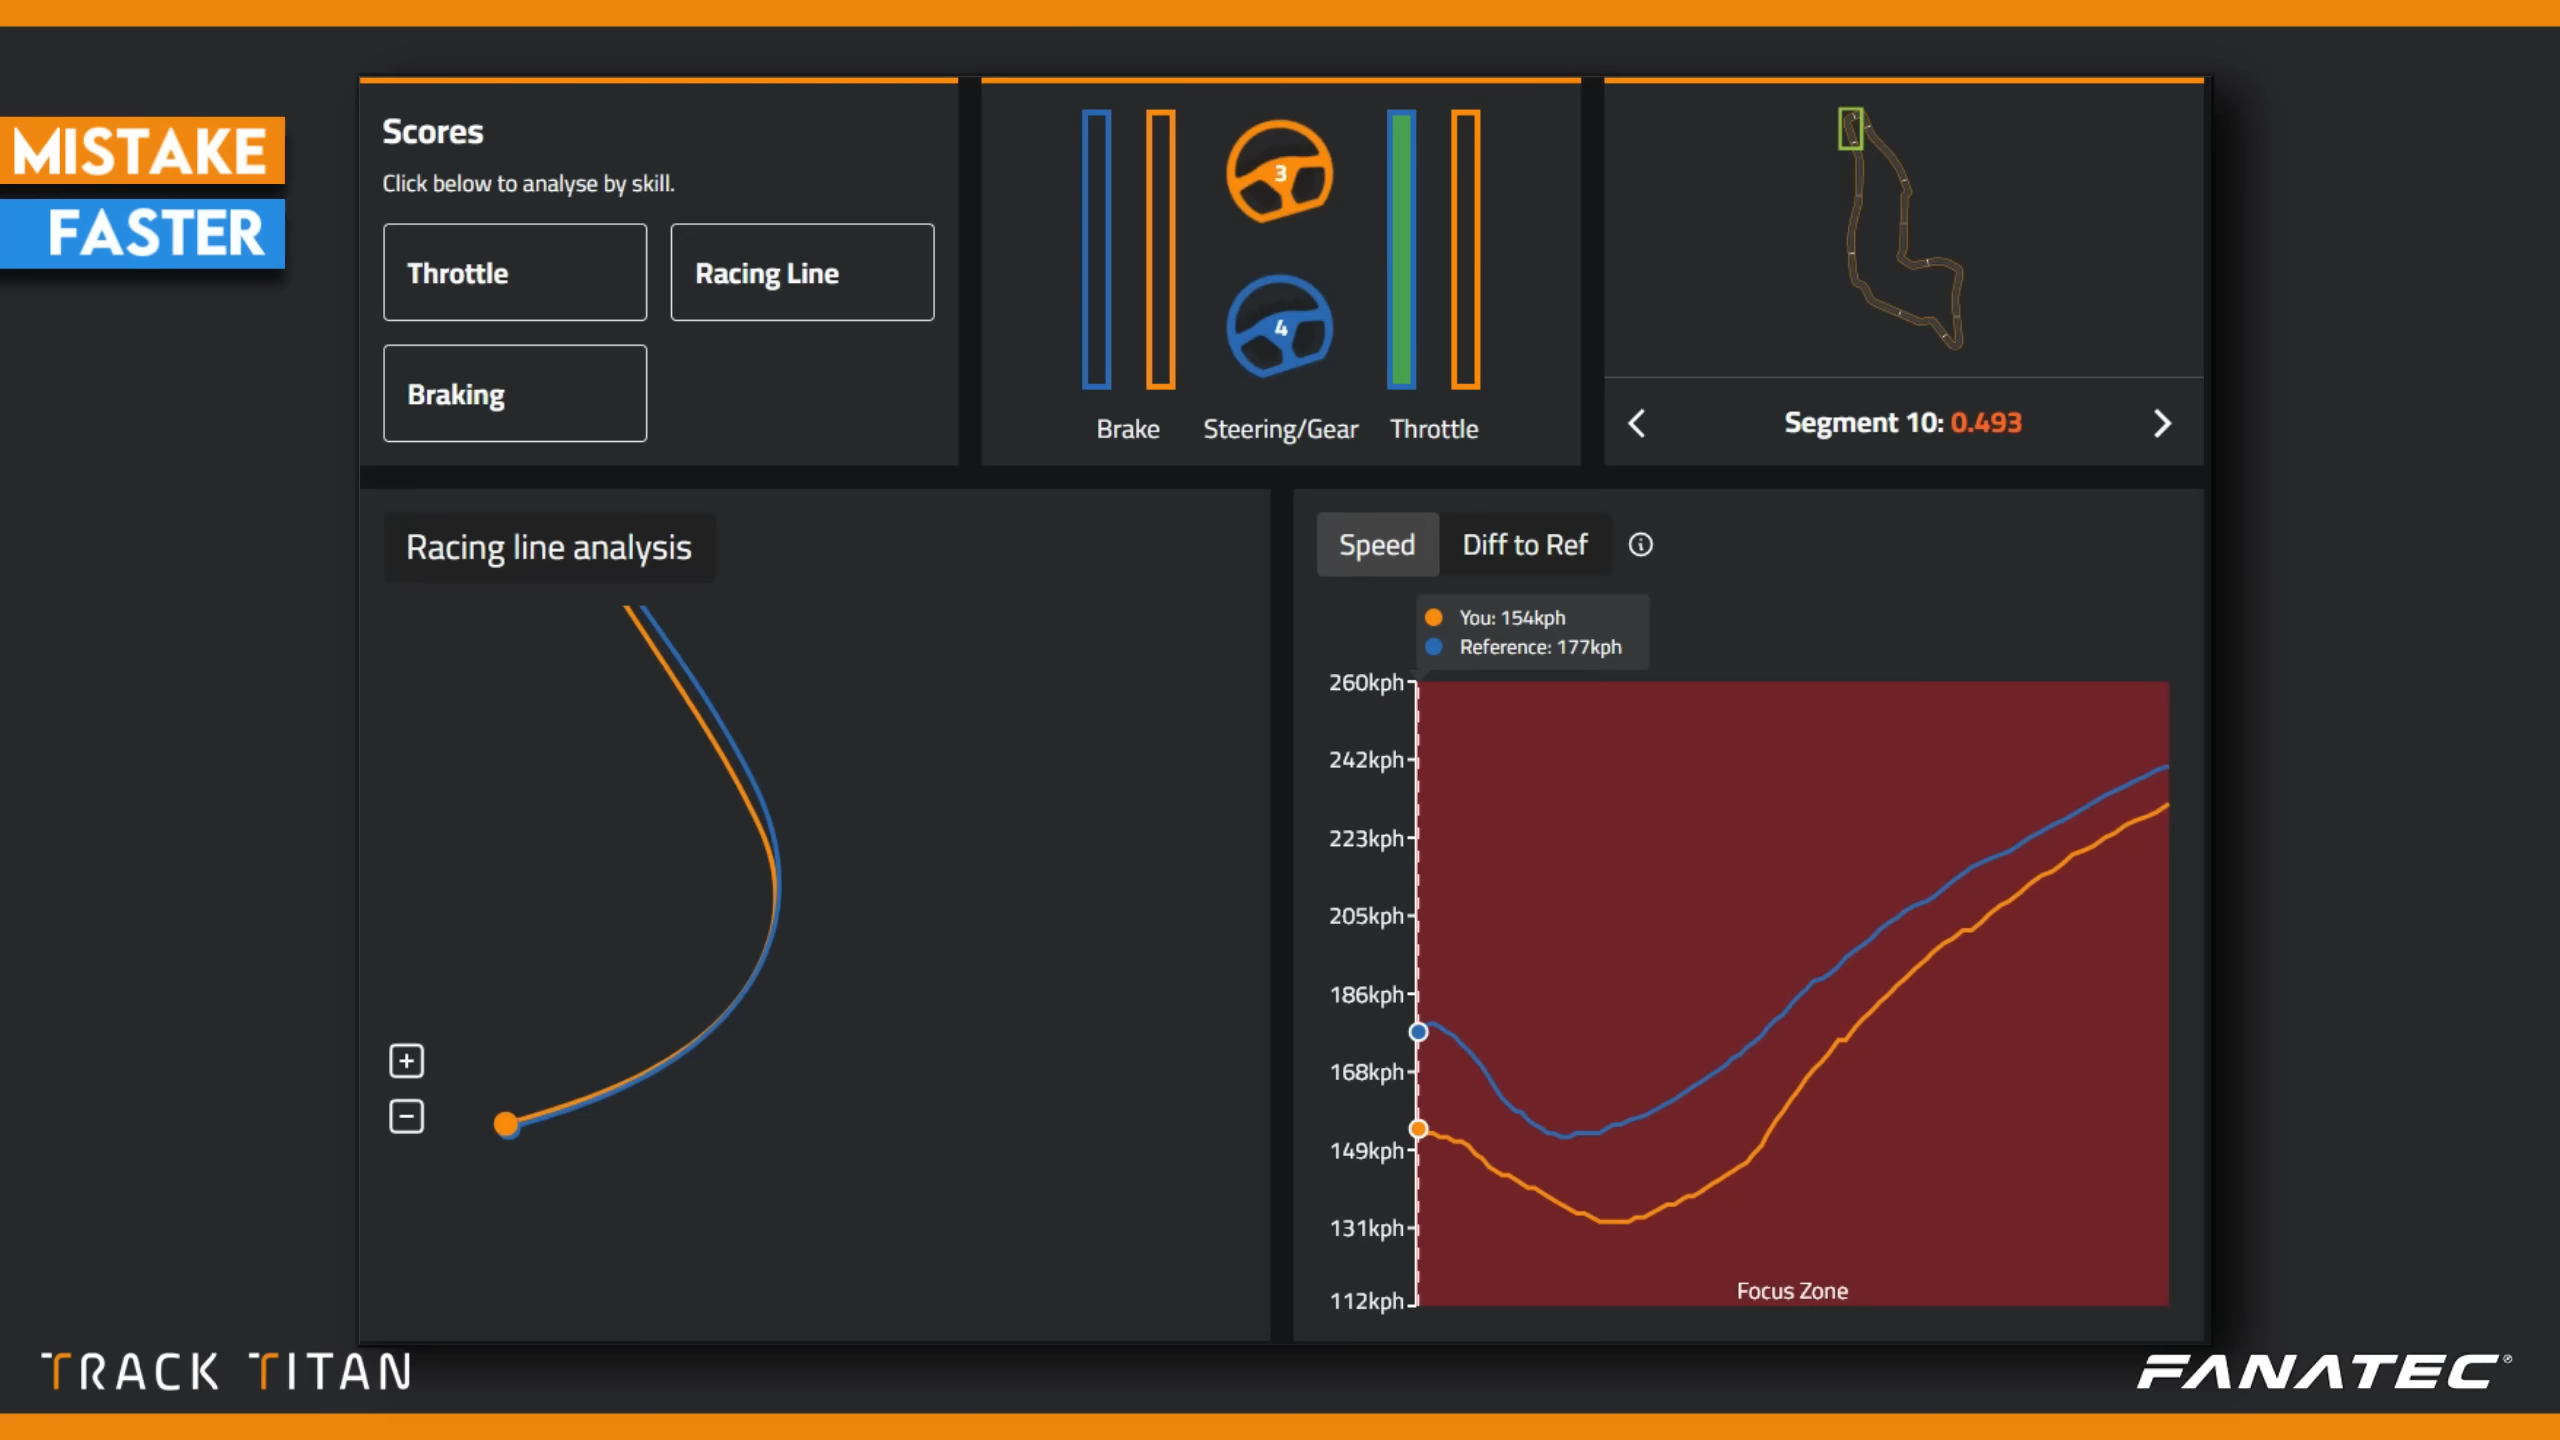 MISTAKE
FASTER
Scores
Click below to analyse by skill.
Throttle
Racing Line
Braking
3
4
Brake
Steering/Gear
Throttle
Segment 10: 0.493
Racing line analysis
Speed
Diff to Ref
You: 154kph
Reference: 177kph
260kph
242kph
223kph
205kph
186kph
168kph
149kph
131kph
112kph
Focus Zone
TRACK TITAN
FANATEC